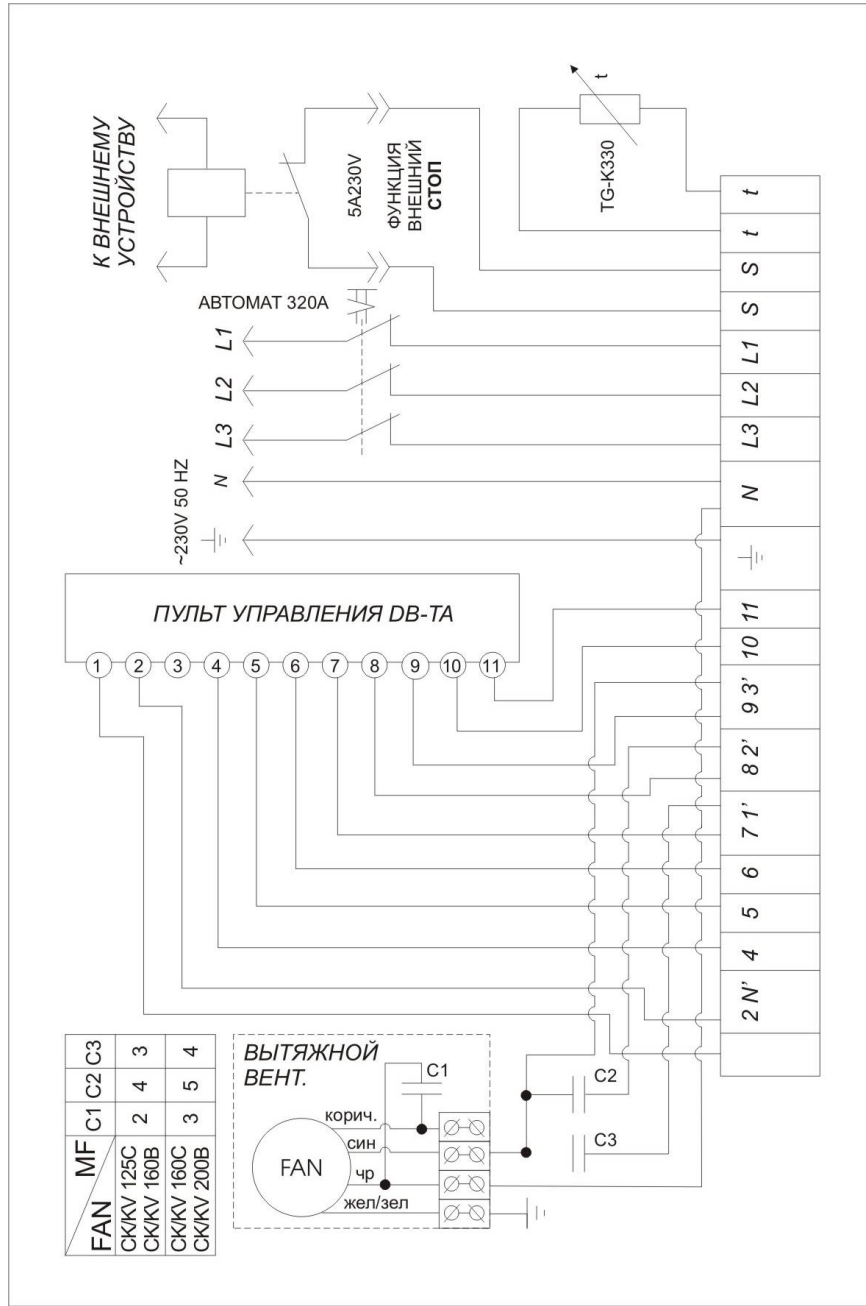 К ВНЕШНЕМУ
УСТРОЙСТВУ
5A230V
ФУНКЦИЯ
ВНЕШНИЙ
СТОП
t
TG-K330
АВТОМАТ 320А
L1
L2
L3
N
~230V 50 HZ
ПУЛЬТ УПРАВЛЕНИЯ DB-TA
1 2 3 4 5 6 7 8 9 10 11
t
t
S
S
L1
L2
L3
N
11
10
9 3'
8 2'
7 1'
6
5
4
2 N'
FAN MF C1 C2 C3
CK/KV 125C
CK/KV 160B
2 4 3
CK/KV 160C
CK/KV 200B
3 5 4
ВЫТЯЖНОЙ
ВЕНТ.
C1
корич.
син
чр
жел/зел
FAN
C2
C3